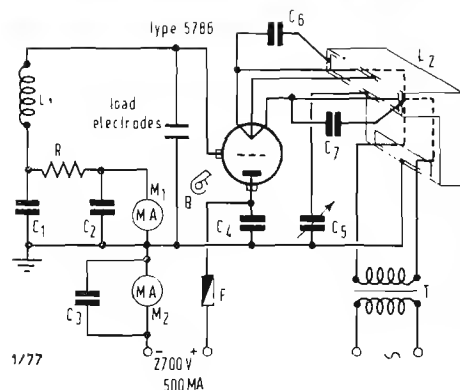 Type 5786
C6
L2
L1
load
electrodes
C7
R
M1
MA
B
C1
C2
C4
C5
MA
C3
M2
F
T
− 2700V +
500MA
1/77